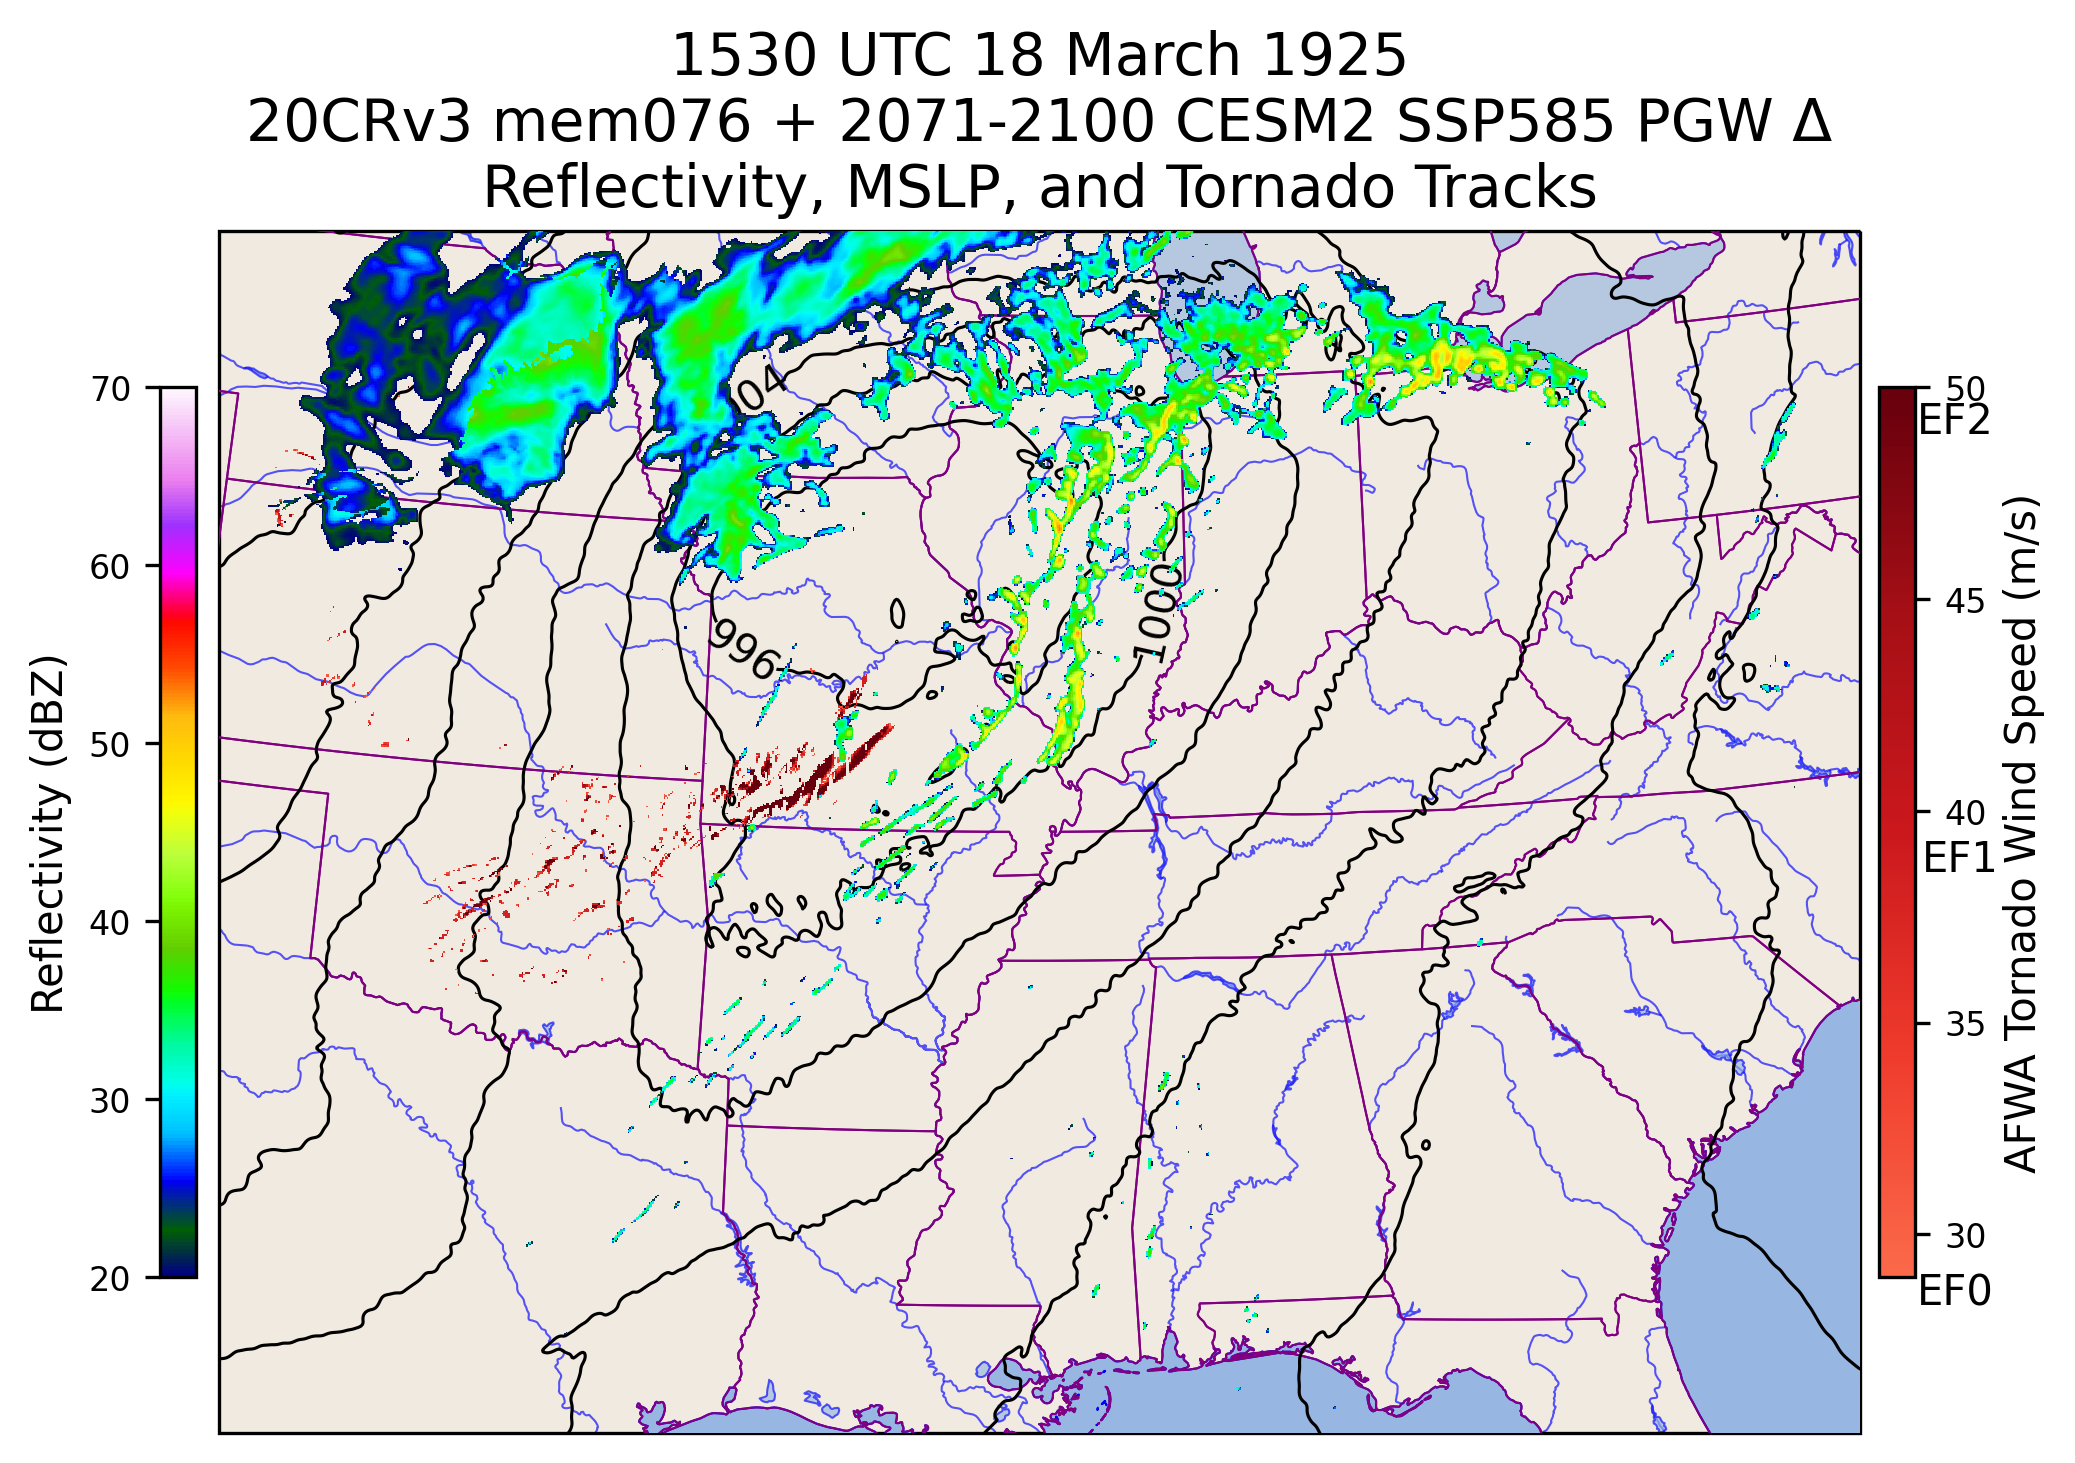 1530 UTC 18 March 1925
20CRv3 mem076 + 2071-2100 CESM2 SSP585 PGW Δ
Reflectivity, MSLP, and Tornado Tracks
70
60
50
40
30
20
Reflectivity (dBZ)
04
996
1000
50
EF2
45
40
EF1
35
30
EF0
AFWA Tornado Wind Speed (m/s)